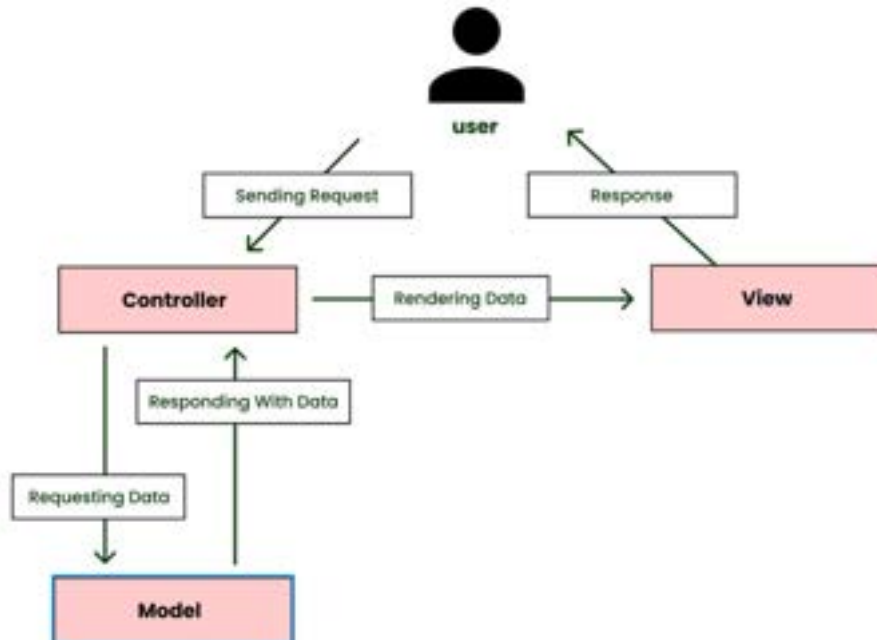 user
Sending Request
Response
Controller
Rendering Data
View
Responding With Data
Requesting Data
Model